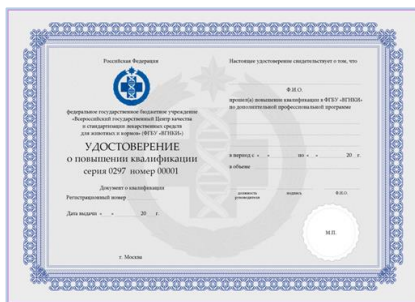 Российская Федерация
федеральное государственное бюджетное учреждение
«Всероссийский государственный Центр качества
и стандартизации лекарственных средств
для животных и кормов» (ФГБУ «ВГНКИ»)
УДОСТОВЕРЕНИЕ
о повышении квалификации
серия 0297 номер 00001
Документ о квалификации
Регистрационный номер
Дата выдачи « » 20 г.
г. Москва
Настоящее удостоверение свидетельствует о том, что
Ф.И.О.
прошел(а) повышение квалификации в ФГБУ «ВГНКИ»
по дополнительной профессиональной программе
в период с « » по « » 20 г.
в объеме
должность подпись Ф.И.О.
руководителя
М.П.